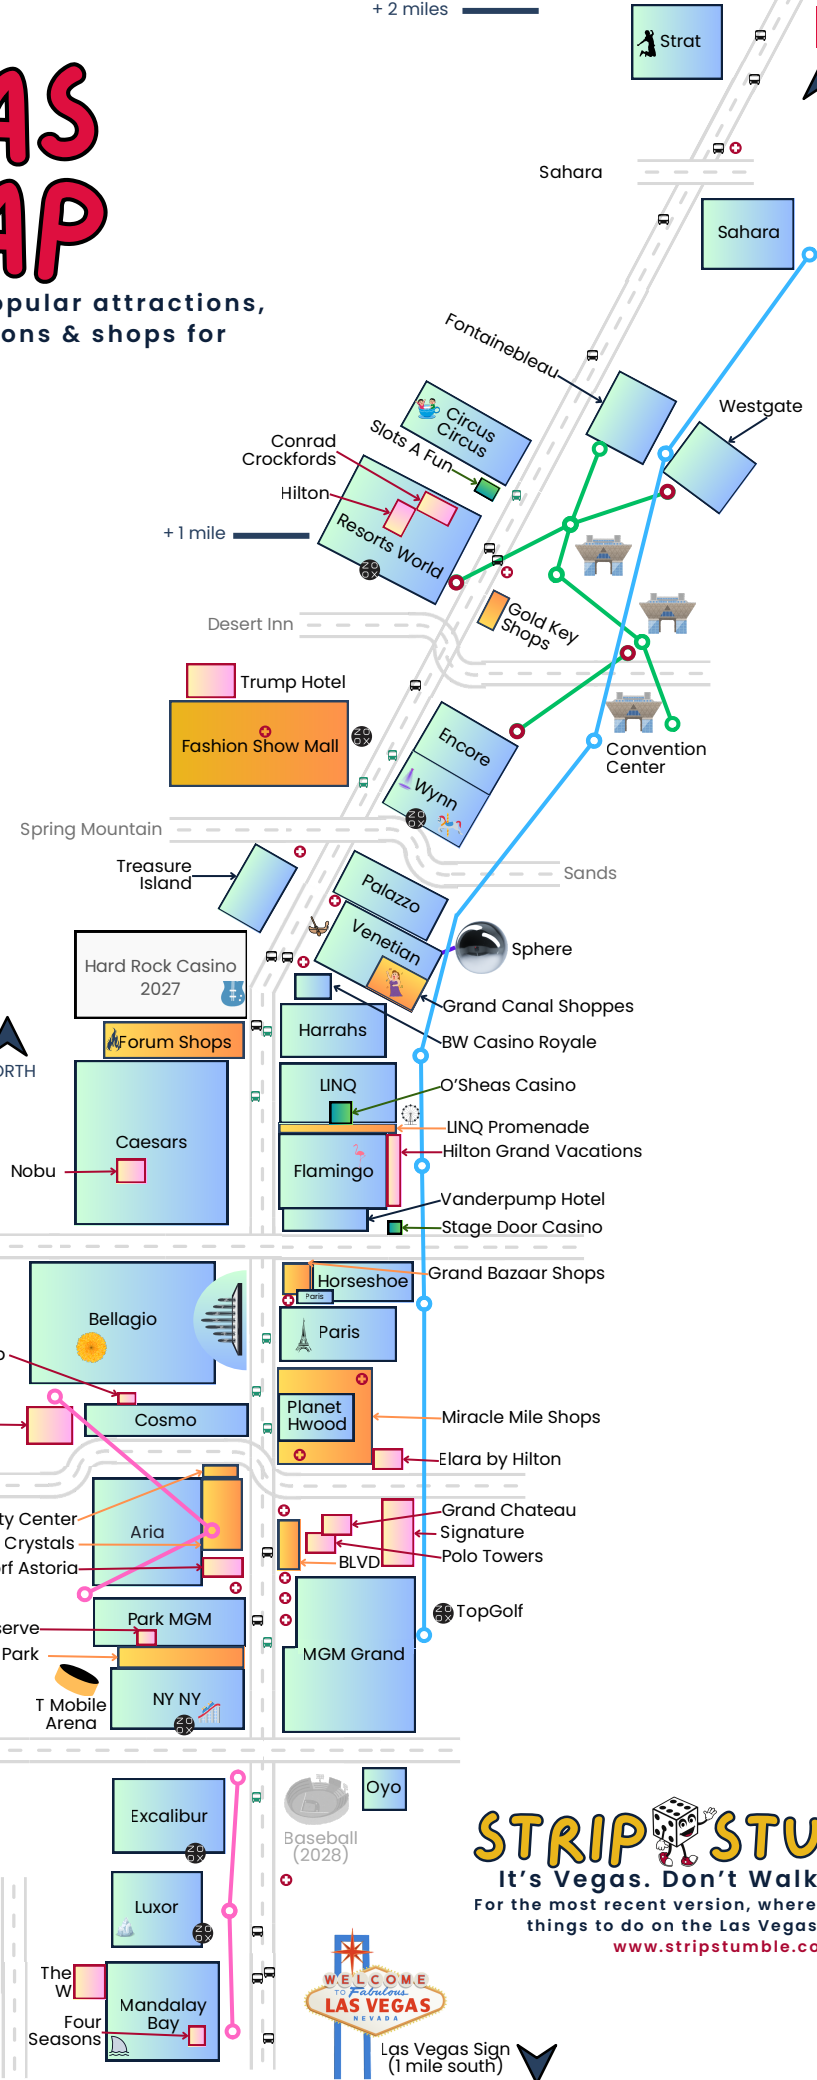 + 2 miles
Strat
AS
AP
Sahara
Sahara
opular attractions,
ons & shops for
Fontainebleau
Westgate
Circus
Circus
Slots A Fun
Conrad
Crockfords
Hilton
Resorts World
+ 1 mile
ZOOX
Gold Key
Shops
Desert Inn
Trump Hotel
Fashion Show Mall
ZOOX
Encore
Wynn
ZOOX
Convention
Center
Spring Mountain
Sands
Treasure
Island
Palazzo
Venetian
Sphere
Hard Rock Casino
2027
Grand Canal Shoppes
Harrahs
BW Casino Royale
Forum Shops
ORTH
LINQ
O'Sheas Casino
LINQ Promenade
Caesars
Hilton Grand Vacations
Nobu
Flamingo
Vanderpump Hotel
Stage Door Casino
Grand Bazaar Shops
Horseshoe
Paris
Bellagio
Paris
Cosmo
Planet
Hwood
Miracle Mile Shops
Elara by Hilton
ty Center
Crystals
Aria
rf Astoria
Grand Chateau
Signature
Polo Towers
BLVD
Park MGM
serve
Park
ZOOX
TopGolf
MGM Grand
NY NY
ZOOX
T Mobile
Arena
Oyo
Excalibur
ZOOX
Baseball
(2028)
STRIP STU
It's Vegas. Don't Walk
For the most recent version, where
things to do on the Las Vegas
www.stripstumble.co
Luxor
ZOOX
The
W
Mandalay
Bay
Four
Seasons
WELCOME
TO Fabulous
LAS VEGAS
NEVADA
Las Vegas Sign
(1 mile south)